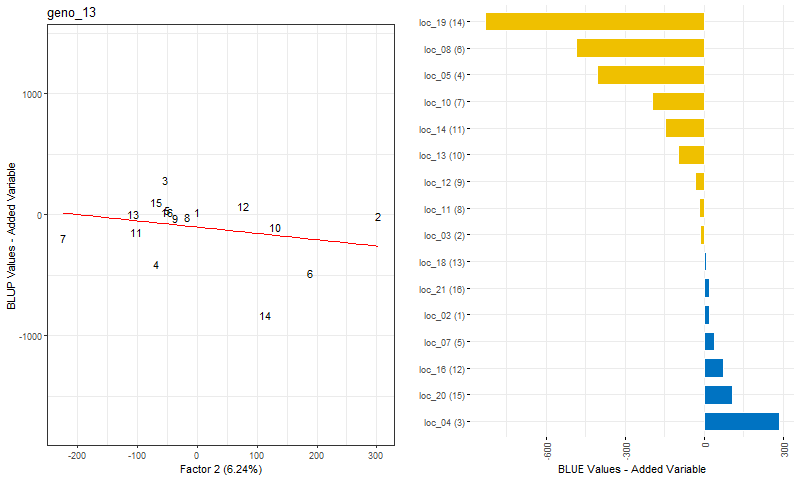 geno_13
BLUP Values - Added Variable
1000
0
-1000
3
15
5
16
13
9
8
1
12
2
10
11
7
4
6
14
-200
-100
0
100
200
300
Factor 2 (6.24%)
loc_19 (14)
loc_08 (6)
loc_05 (4)
loc_10 (7)
loc_14 (11)
loc_13 (10)
loc_12 (9)
loc_11 (8)
loc_03 (2)
loc_18 (13)
loc_21 (16)
loc_02 (1)
loc_07 (5)
loc_16 (12)
loc_20 (15)
loc_04 (3)
-600
-300
0
300
BLUE Values - Added Variable